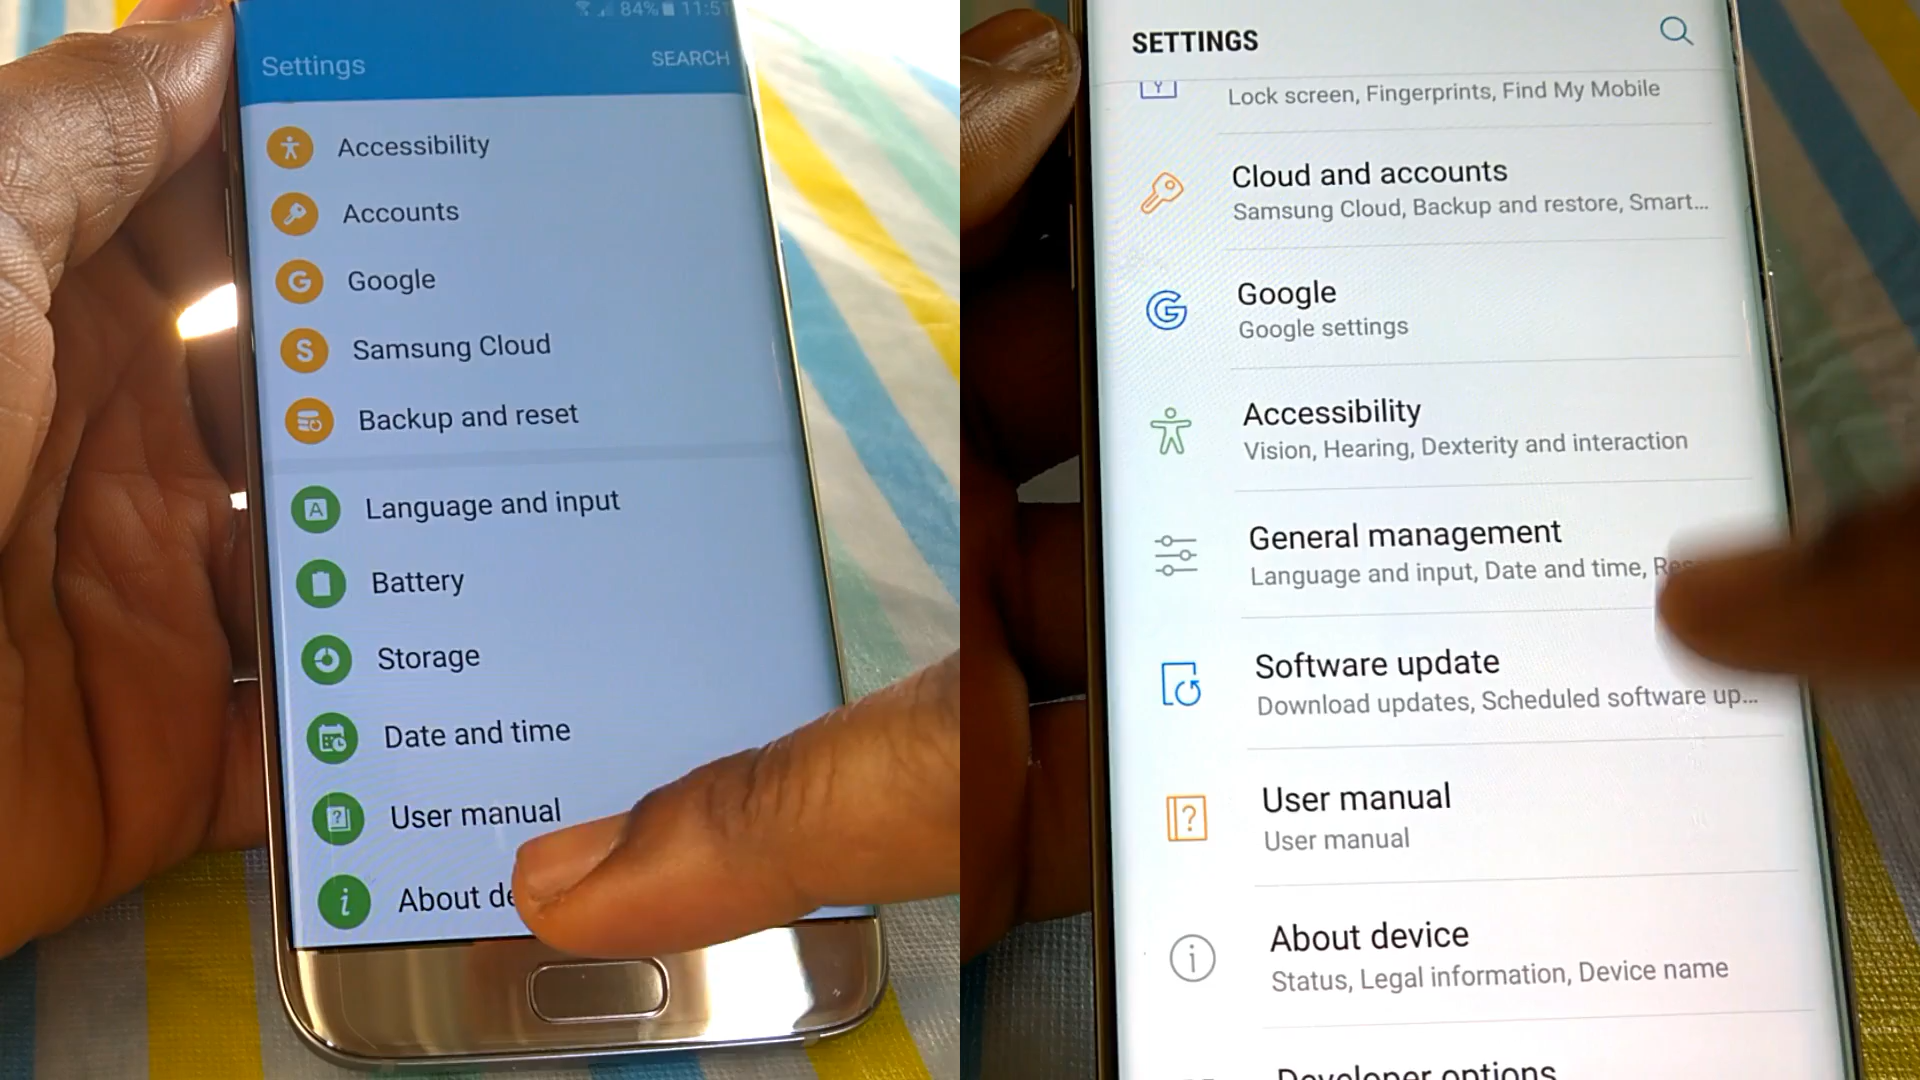 84% 11:51
Settings
SEARCH
Accessibility
Accounts
Google
Samsung Cloud
Backup and reset
Language and input
Battery
Storage
Date and time
User manual
About de
SETTINGS
Lock screen, Fingerprints, Find My Mobile
Cloud and accounts
Samsung Cloud, Backup and restore, Smart...
Google
Google settings
Accessibility
Vision, Hearing, Dexterity and interaction
General management
Language and input, Date and time, Res
Software update
Download updates, Scheduled software up...
User manual
User manual
About device
Status, Legal information, Device name
Developer options